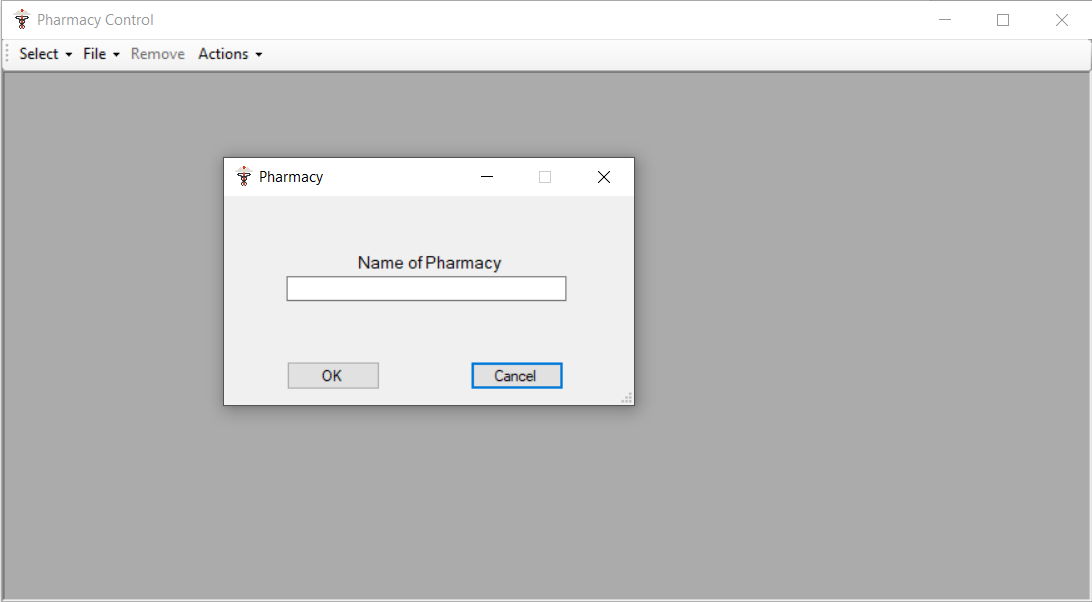 Pharmacy Control
Select File Remove Actions
Pharmacy
Name of Pharmacy
OK Cancel